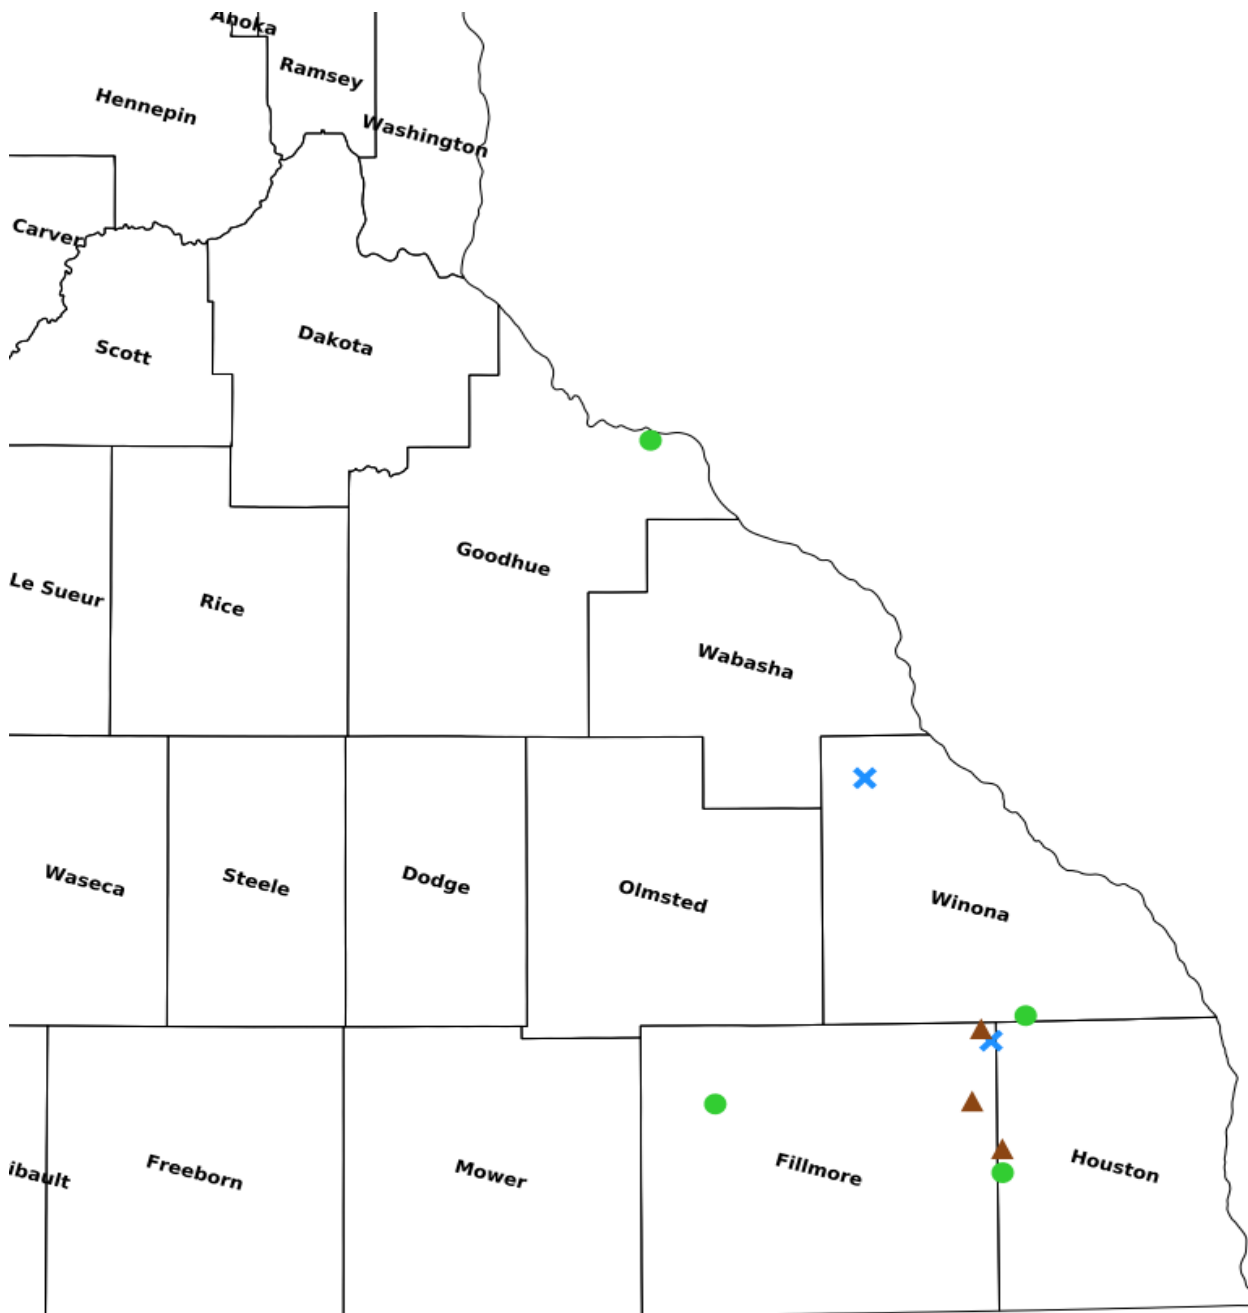 Anoka
Ramsey
Hennepin
Washington
Carver
Dakota
Scott
Goodhue
Le Sueur
Rice
Wabasha
Waseca
Steele
Dodge
Olmsted
Winona
ibault
Freeborn
Mower
Fillmore
Houston